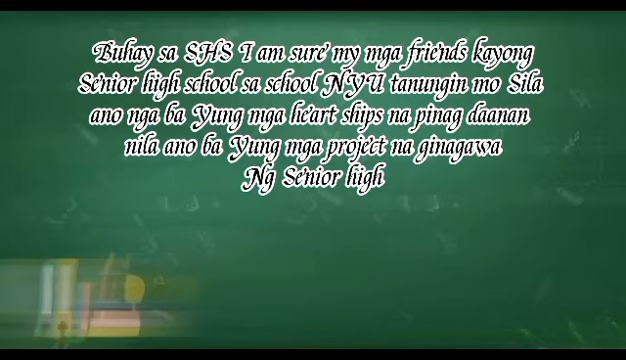 Buhay sa SHS I am sure my mga friends kayong
Senior high school sa school NYU tanungin mo Sila
ano nga ba Yung mga heart ships na pinag daanan
nila ano ba Yung mga project na ginagawa
Ng Senior high